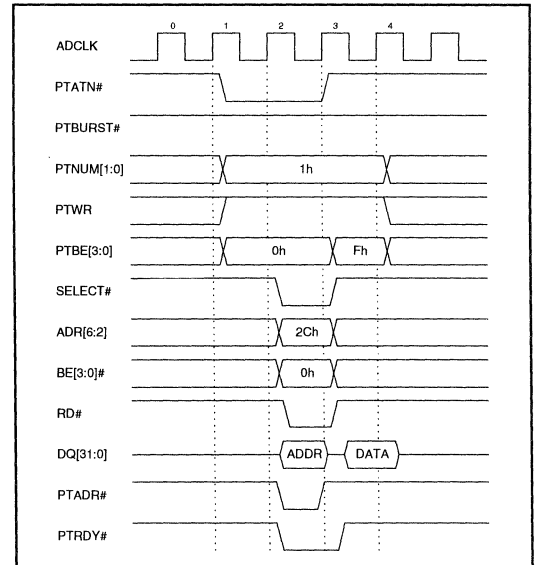 0 1 2 3 4
ADCLK
PTATN#
PTBURST#
PTNUM[1:0] 1h
PTWR
PTBE[3:0] 0h Fh
SELECT#
ADR[6:2] 2Ch
BE[3:0]# 0h
RD#
DQ[31:0] ADDR DATA
PTADR#
PTRDY#